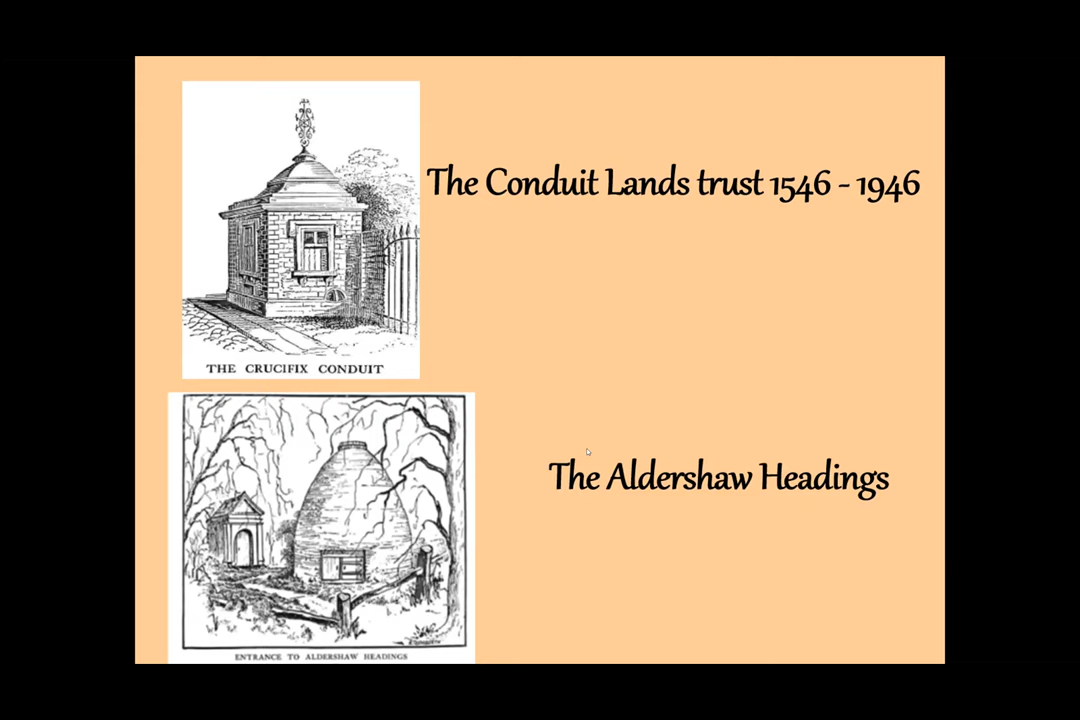 The Conduit Lands trust 1546 - 1946
THE CRUCIFIX CONDUIT
The Aldershaw Headings
ENTRANCE TO ALDERSHAW HEADINGS